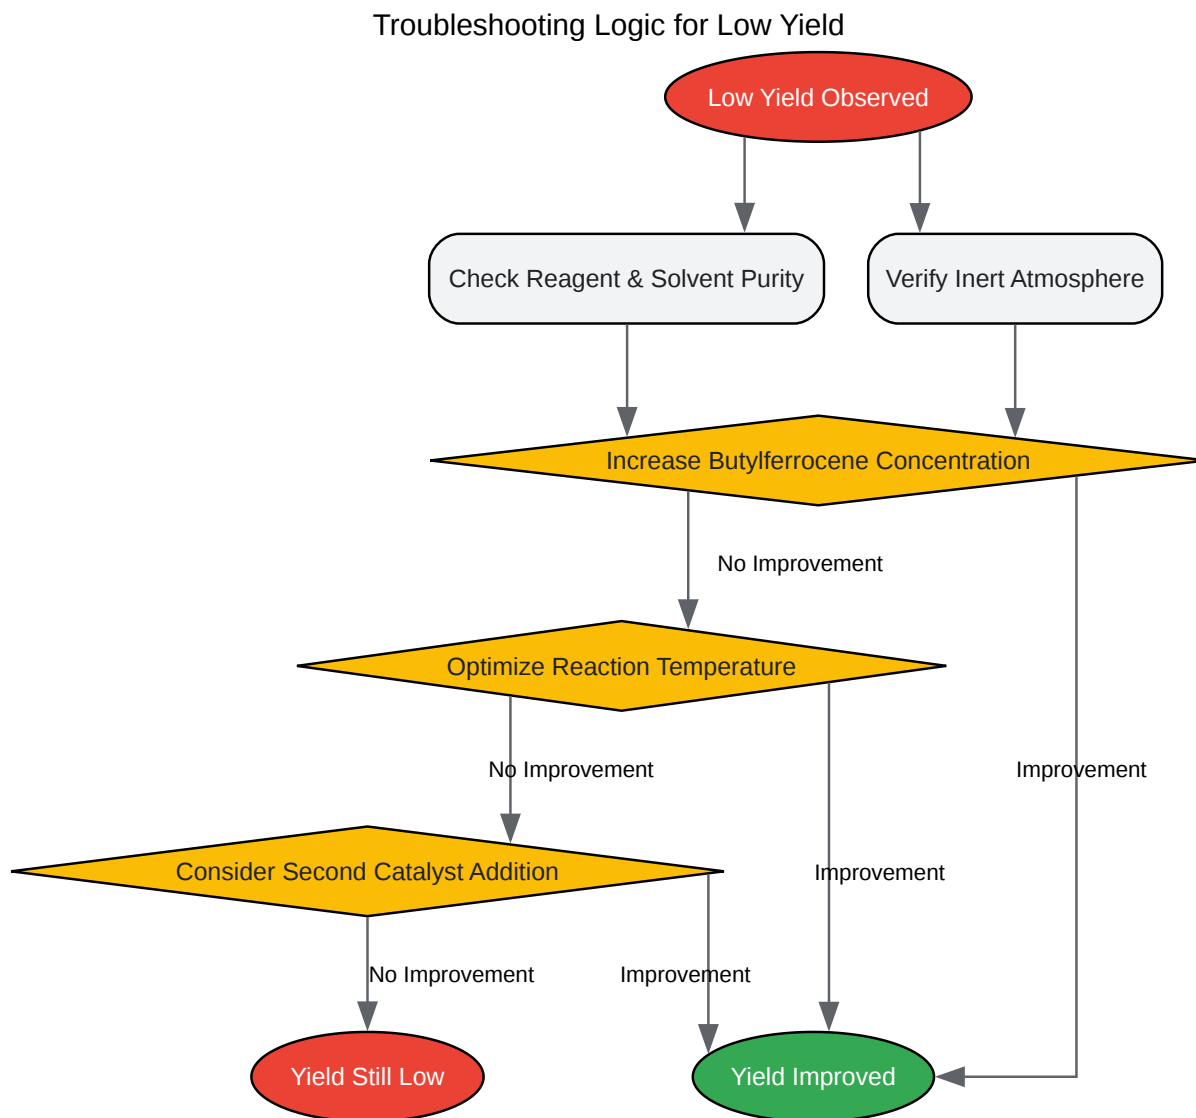 Troubleshooting Logic for Low Yield
Low Yield Observed
Check Reagent & Solvent Purity
Verify Inert Atmosphere
Increase Butylferrocene Concentration
No Improvement
Optimize Reaction Temperature
No Improvement
Improvement
Consider Second Catalyst Addition
Improvement
No Improvement
Improvement
Yield Still Low
Yield Improved